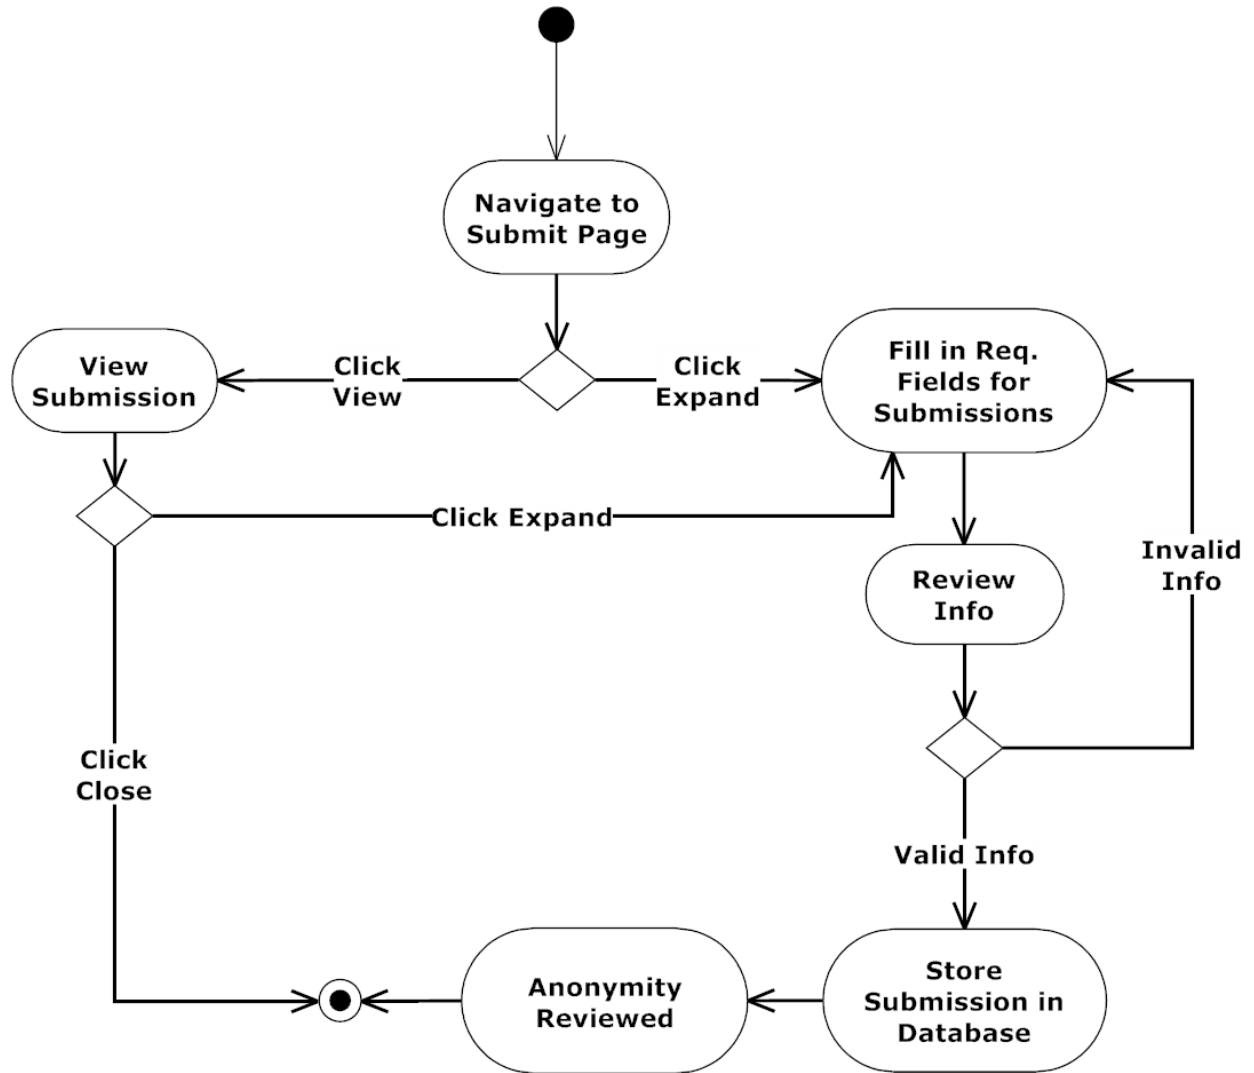 Navigate to
Submit Page
View
Submission
Click
View
Click
Expand
Fill in Req.
Fields for
Submissions
Click Expand
Review
Info
Invalid
Info
Click
Close
Valid Info
Anonymity
Reviewed
Store
Submission in
Database